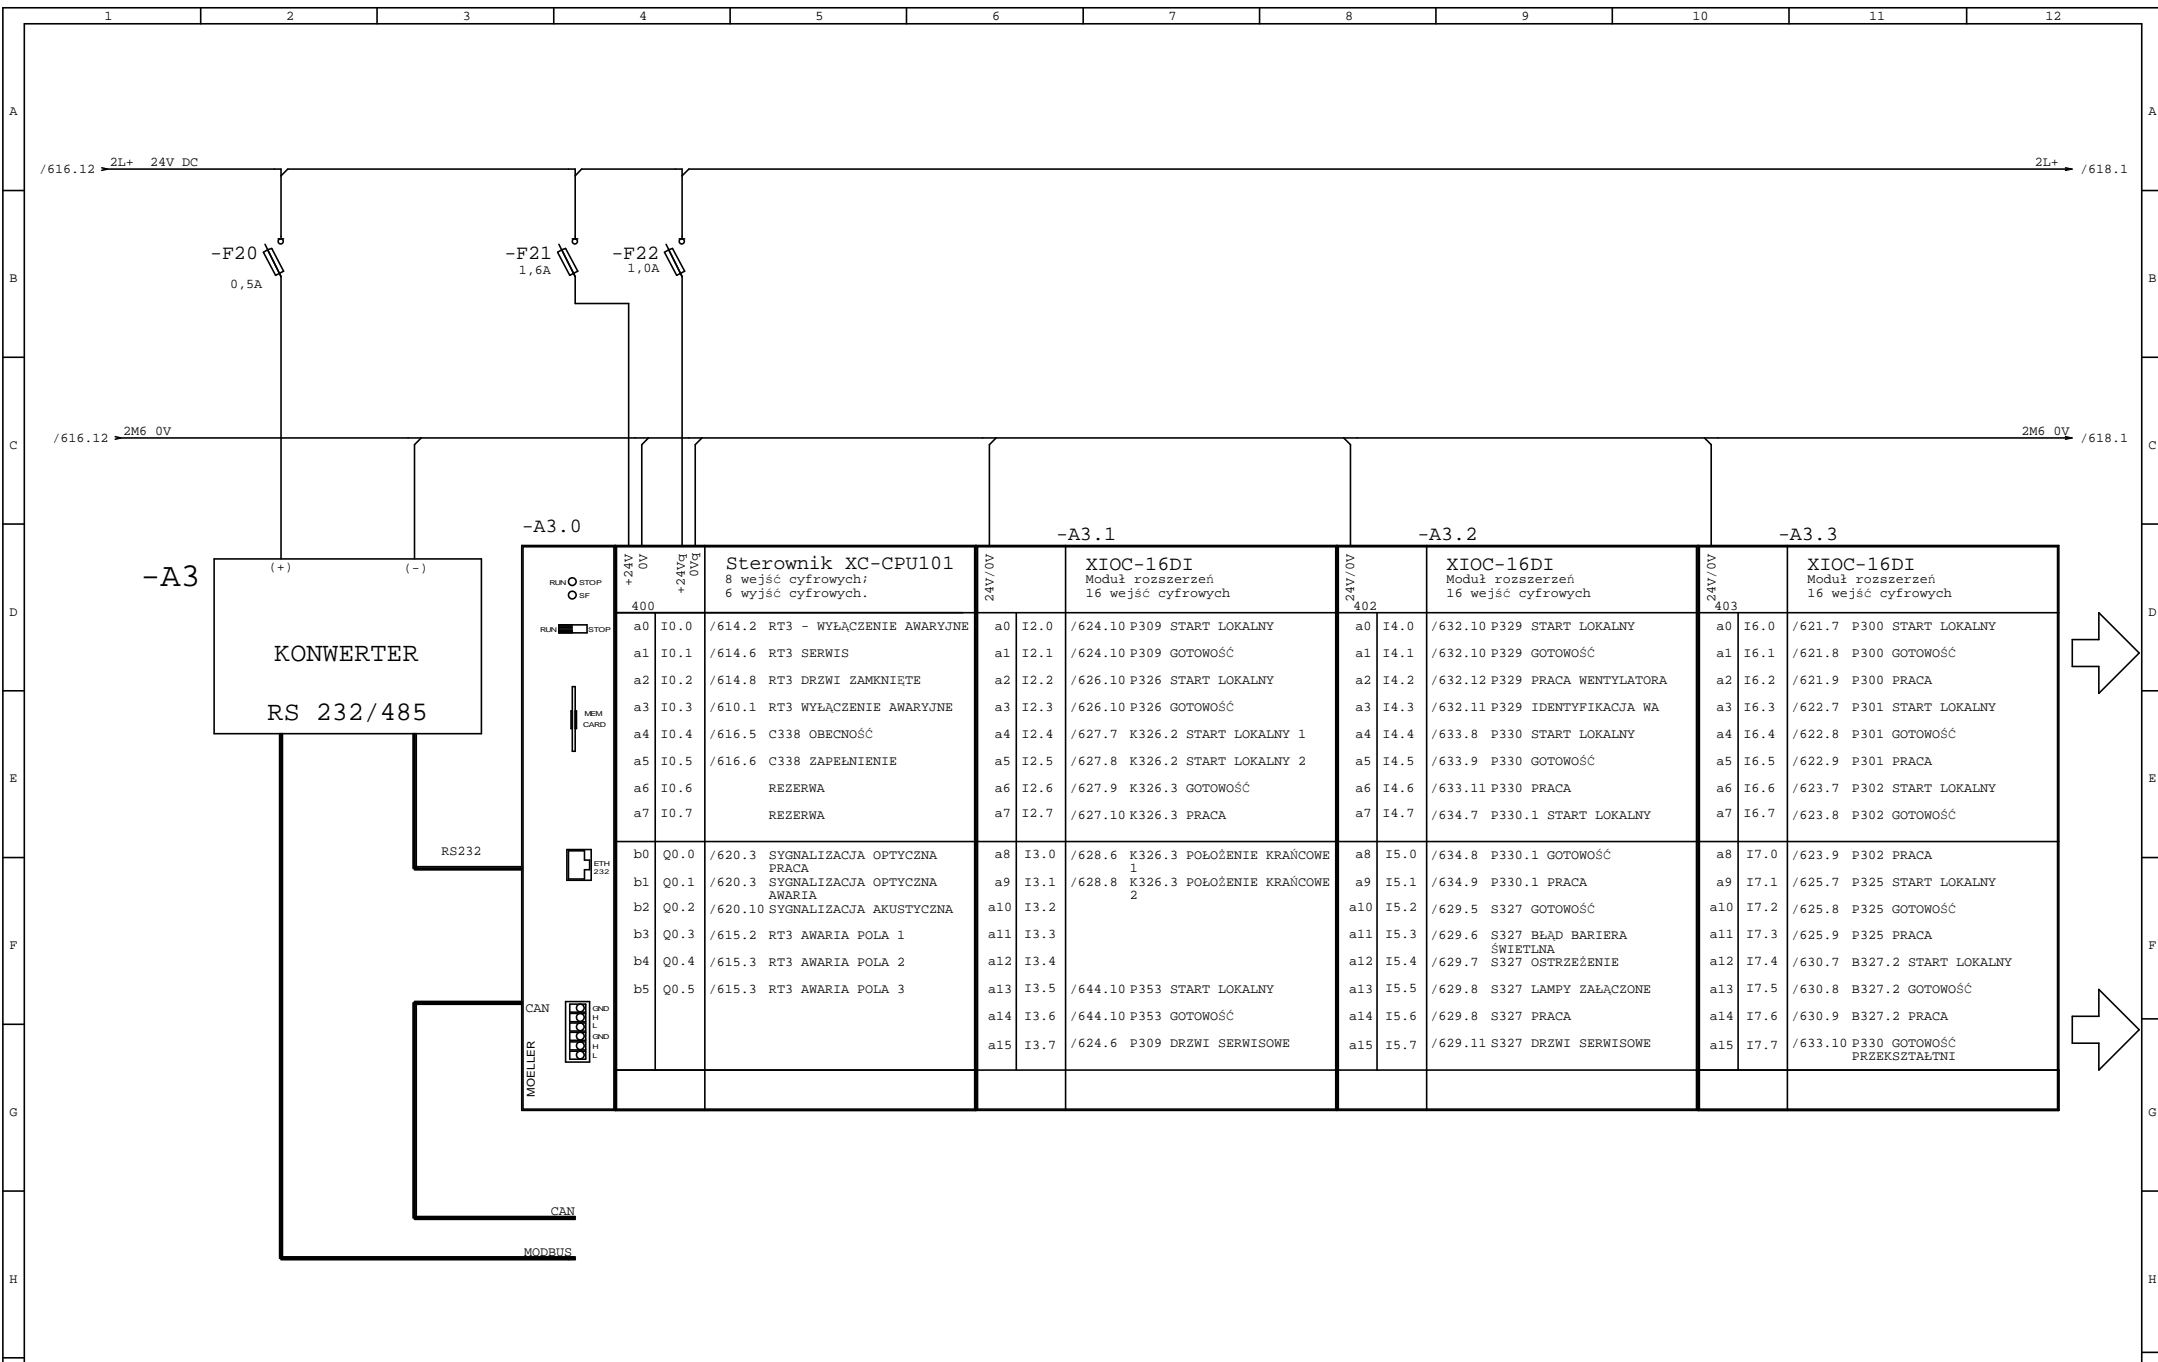 1 2 3 4 5 6 7 8 9 10 11 12
A A
/616.12 2L+ 24V DC 2L+ /618.1
-F20 -F21 -F22
0,5A 1,6A 1,0A
B B
/616.12 2M6 0V 2M6 0V /618.1
C C
-A3
(+) (-)
KONWERTER
RS 232/485
RS232
-A3.0
RUN STOP
SF
RUN STOP
MEM
CARD
ETH
232
CAN
GND
H
L
GND
H
L
MOELLER
+24V 0V +24Vq 0Vq
400
Sterownik XC-CPU101
8 wejść cyfrowych;
6 wyjść cyfrowych.
a0 I0.0 /614.2 RT3 - WYŁĄCZENIE AWARYJNE
a1 I0.1 /614.6 RT3 SERWIS
a2 I0.2 /614.8 RT3 DRZWI ZAMKNIĘTE
a3 I0.3 /610.1 RT3 WYŁĄCZENIE AWARYJNE
a4 I0.4 /616.5 C338 OBECNOŚĆ
a5 I0.5 /616.6 C338 ZAPEŁNIENIE
a6 I0.6 REZERWA
a7 I0.7 REZERWA
b0 Q0.0 /620.3 SYGNALIZACJA OPTYCZNA
PRACA
b1 Q0.1 /620.3 SYGNALIZACJA OPTYCZNA
AWARIA
b2 Q0.2 /620.10 SYGNALIZACJA AKUSTYCZNA
b3 Q0.3 /615.2 RT3 AWARIA POLA 1
b4 Q0.4 /615.3 RT3 AWARIA POLA 2
b5 Q0.5 /615.3 RT3 AWARIA POLA 3
-A3.1
24V/0V
XIOC-16DI
Moduł rozszerzeń
16 wejść cyfrowych
a0 I2.0 /624.10 P309 START LOKALNY
a1 I2.1 /624.10 P309 GOTOWOŚĆ
a2 I2.2 /626.10 P326 START LOKALNY
a3 I2.3 /626.10 P326 GOTOWOŚĆ
a4 I2.4 /627.7 K326.2 START LOKALNY 1
a5 I2.5 /627.8 K326.2 START LOKALNY 2
a6 I2.6 /627.9 K326.3 GOTOWOŚĆ
a7 I2.7 /627.10 K326.3 PRACA
a8 I3.0 /628.6 K326.3 POŁOŻENIE KRAŃCOWE
1
a9 I3.1 /628.8 K326.3 POŁOŻENIE KRAŃCOWE
2
a10 I3.2
a11 I3.3
a12 I3.4
a13 I3.5 /644.10 P353 START LOKALNY
a14 I3.6 /644.10 P353 GOTOWOŚĆ
a15 I3.7 /624.6 P309 DRZWI SERWISOWE
-A3.2
24V/0V
402
XIOC-16DI
Moduł rozszerzeń
16 wejść cyfrowych
a0 I4.0 /632.10 P329 START LOKALNY
a1 I4.1 /632.10 P329 GOTOWOŚĆ
a2 I4.2 /632.12 P329 PRACA WENTYLATORA
a3 I4.3 /632.11 P329 IDENTYFIKACJA WA
a4 I4.4 /633.8 P330 START LOKALNY
a5 I4.5 /633.9 P330 GOTOWOŚĆ
a6 I4.6 /633.11 P330 PRACA
a7 I4.7 /634.7 P330.1 START LOKALNY
a8 I5.0 /634.8 P330.1 GOTOWOŚĆ
a9 I5.1 /634.9 P330.1 PRACA
a10 I5.2 /629.5 S327 GOTOWOŚĆ
a11 I5.3 /629.6 S327 BŁĄD BARIERA
ŚWIETLNA
a12 I5.4 /629.7 S327 OSTRZEŻENIE
a13 I5.5 /629.8 S327 LAMPY ZAŁĄCZONE
a14 I5.6 /629.8 S327 PRACA
a15 I5.7 /629.11 S327 DRZWI SERWISOWE
-A3.3
24V/0V
403
XIOC-16DI
Moduł rozszerzeń
16 wejść cyfrowych
a0 I6.0 /621.7 P300 START LOKALNY
a1 I6.1 /621.8 P300 GOTOWOŚĆ
a2 I6.2 /621.9 P300 PRACA
a3 I6.3 /622.7 P301 START LOKALNY
a4 I6.4 /622.8 P301 GOTOWOŚĆ
a5 I6.5 /622.9 P301 PRACA
a6 I6.6 /623.7 P302 START LOKALNY
a7 I6.7 /623.8 P302 GOTOWOŚĆ
a8 I7.0 /623.9 P302 PRACA
a9 I7.1 /625.7 P325 START LOKALNY
a10 I7.2 /625.8 P325 GOTOWOŚĆ
a11 I7.3 /625.9 P325 PRACA
a12 I7.4 /630.7 B327.2 START LOKALNY
a13 I7.5 /630.8 B327.2 GOTOWOŚĆ
a14 I7.6 /630.9 B327.2 PRACA
a15 I7.7 /633.10 P330 GOTOWOŚĆ
PRZEKSZTAŁTNI
D D
E E
F F
G G
CAN
MODBUS
H H